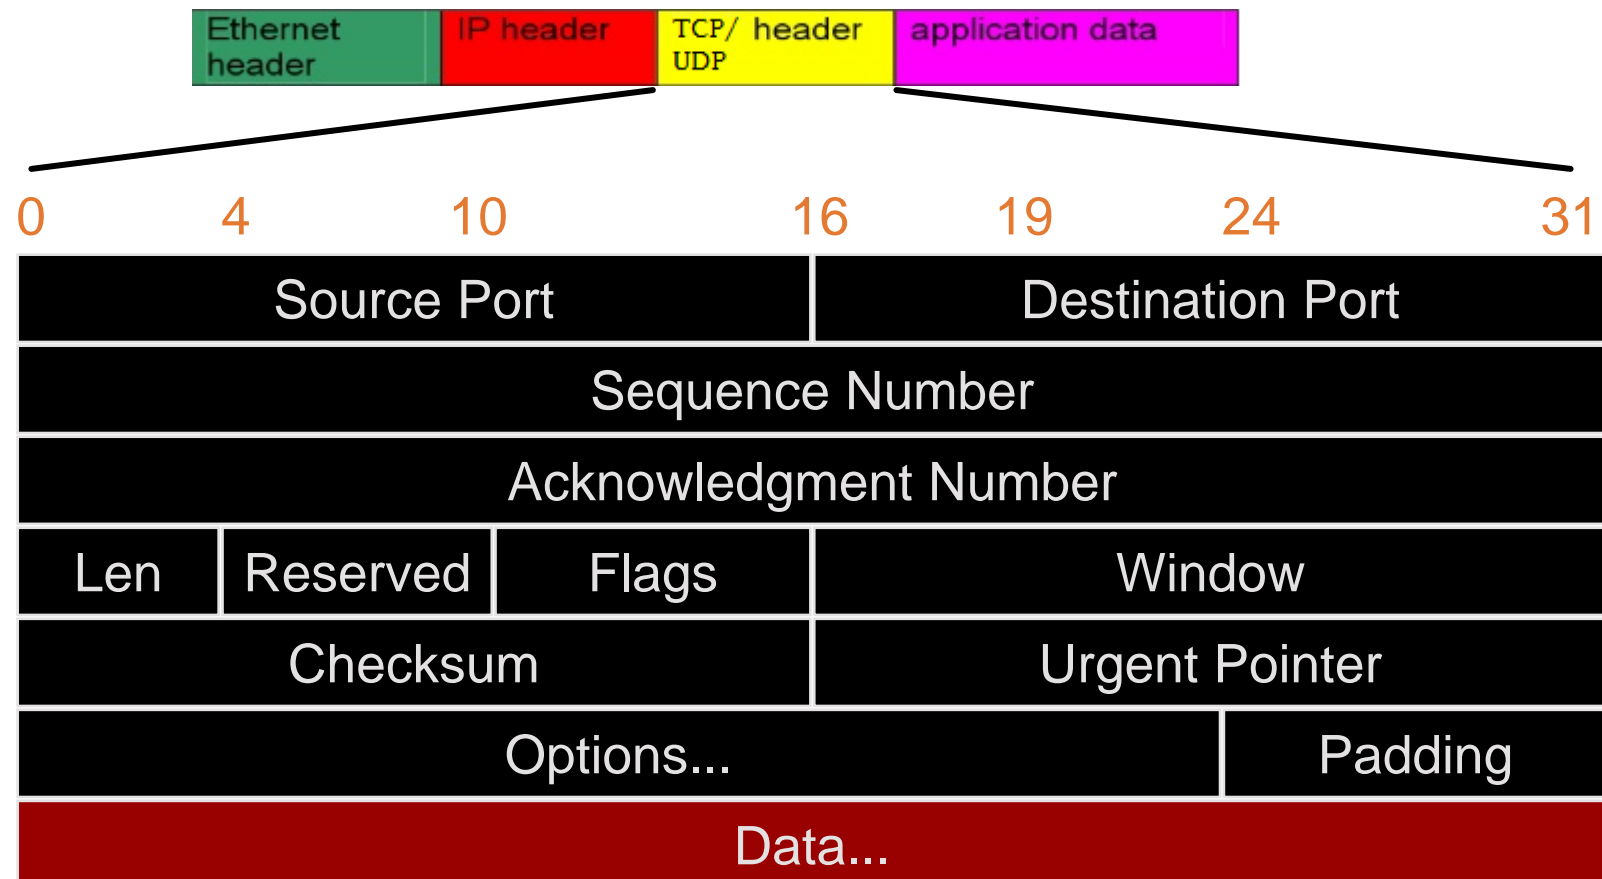 Ethernet header
IP header
TCP/ header
UDP
application data
0 4 10 16 19 24 31
Source Port Destination Port
Sequence Number
Acknowledgment Number
Len Reserved Flags Window
Checksum Urgent Pointer
Options... Padding
Data...